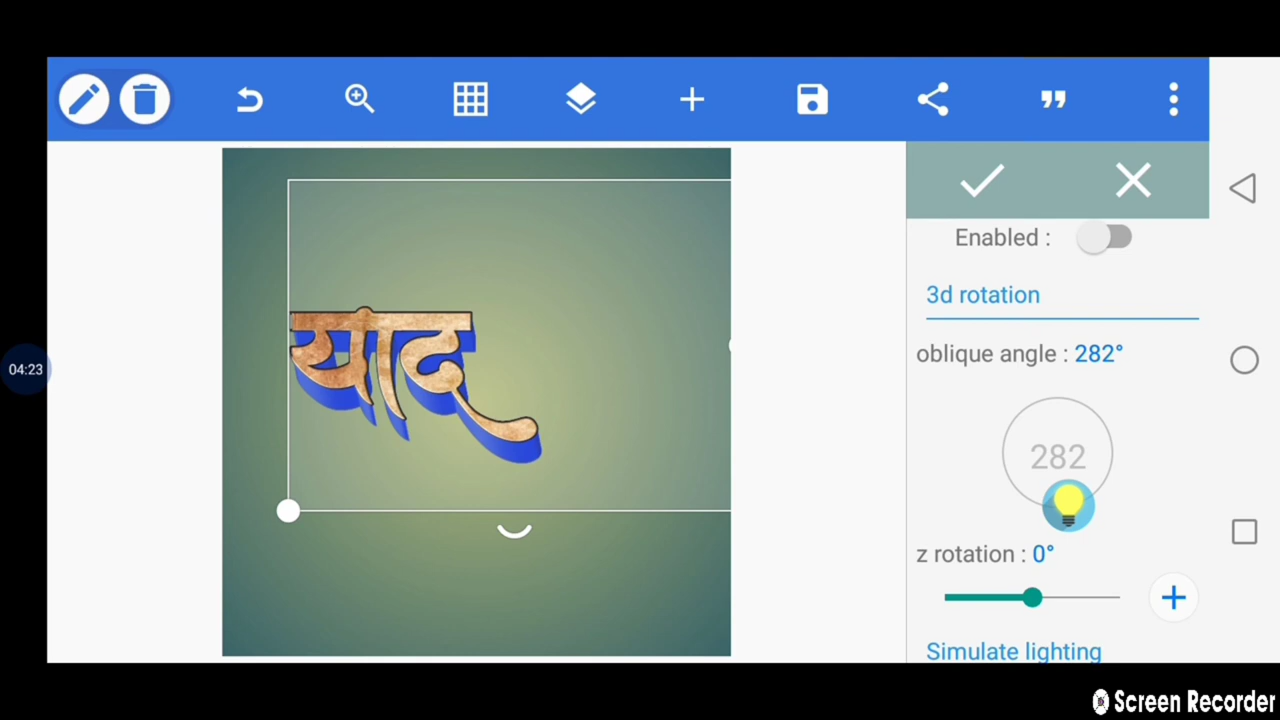 Enabled :
3d rotation
04:23
याद
oblique angle : 282°
282
z rotation : 0°
Simulate lighting
Screen Recorder